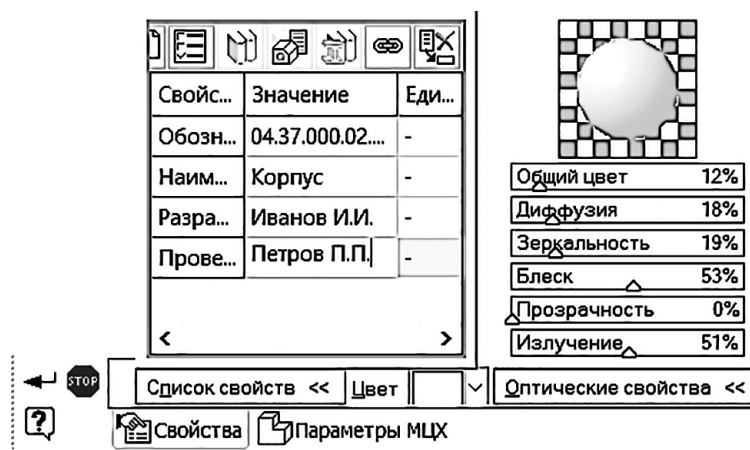 Свойс... Значение Еди...
Обозн... 04.37.000.02.... -
Наим... Корпус -
Разра... Иванов И.И. -
Прове... Петров П.П. -
< >
Общий цвет 12%
Диффузия 18%
Зеркальность 19%
Блеск 53%
Прозрачность 0%
Излучение 51%
STOP Список свойств << Цвет Оптические свойства <<
Свойства Параметры МЦХ